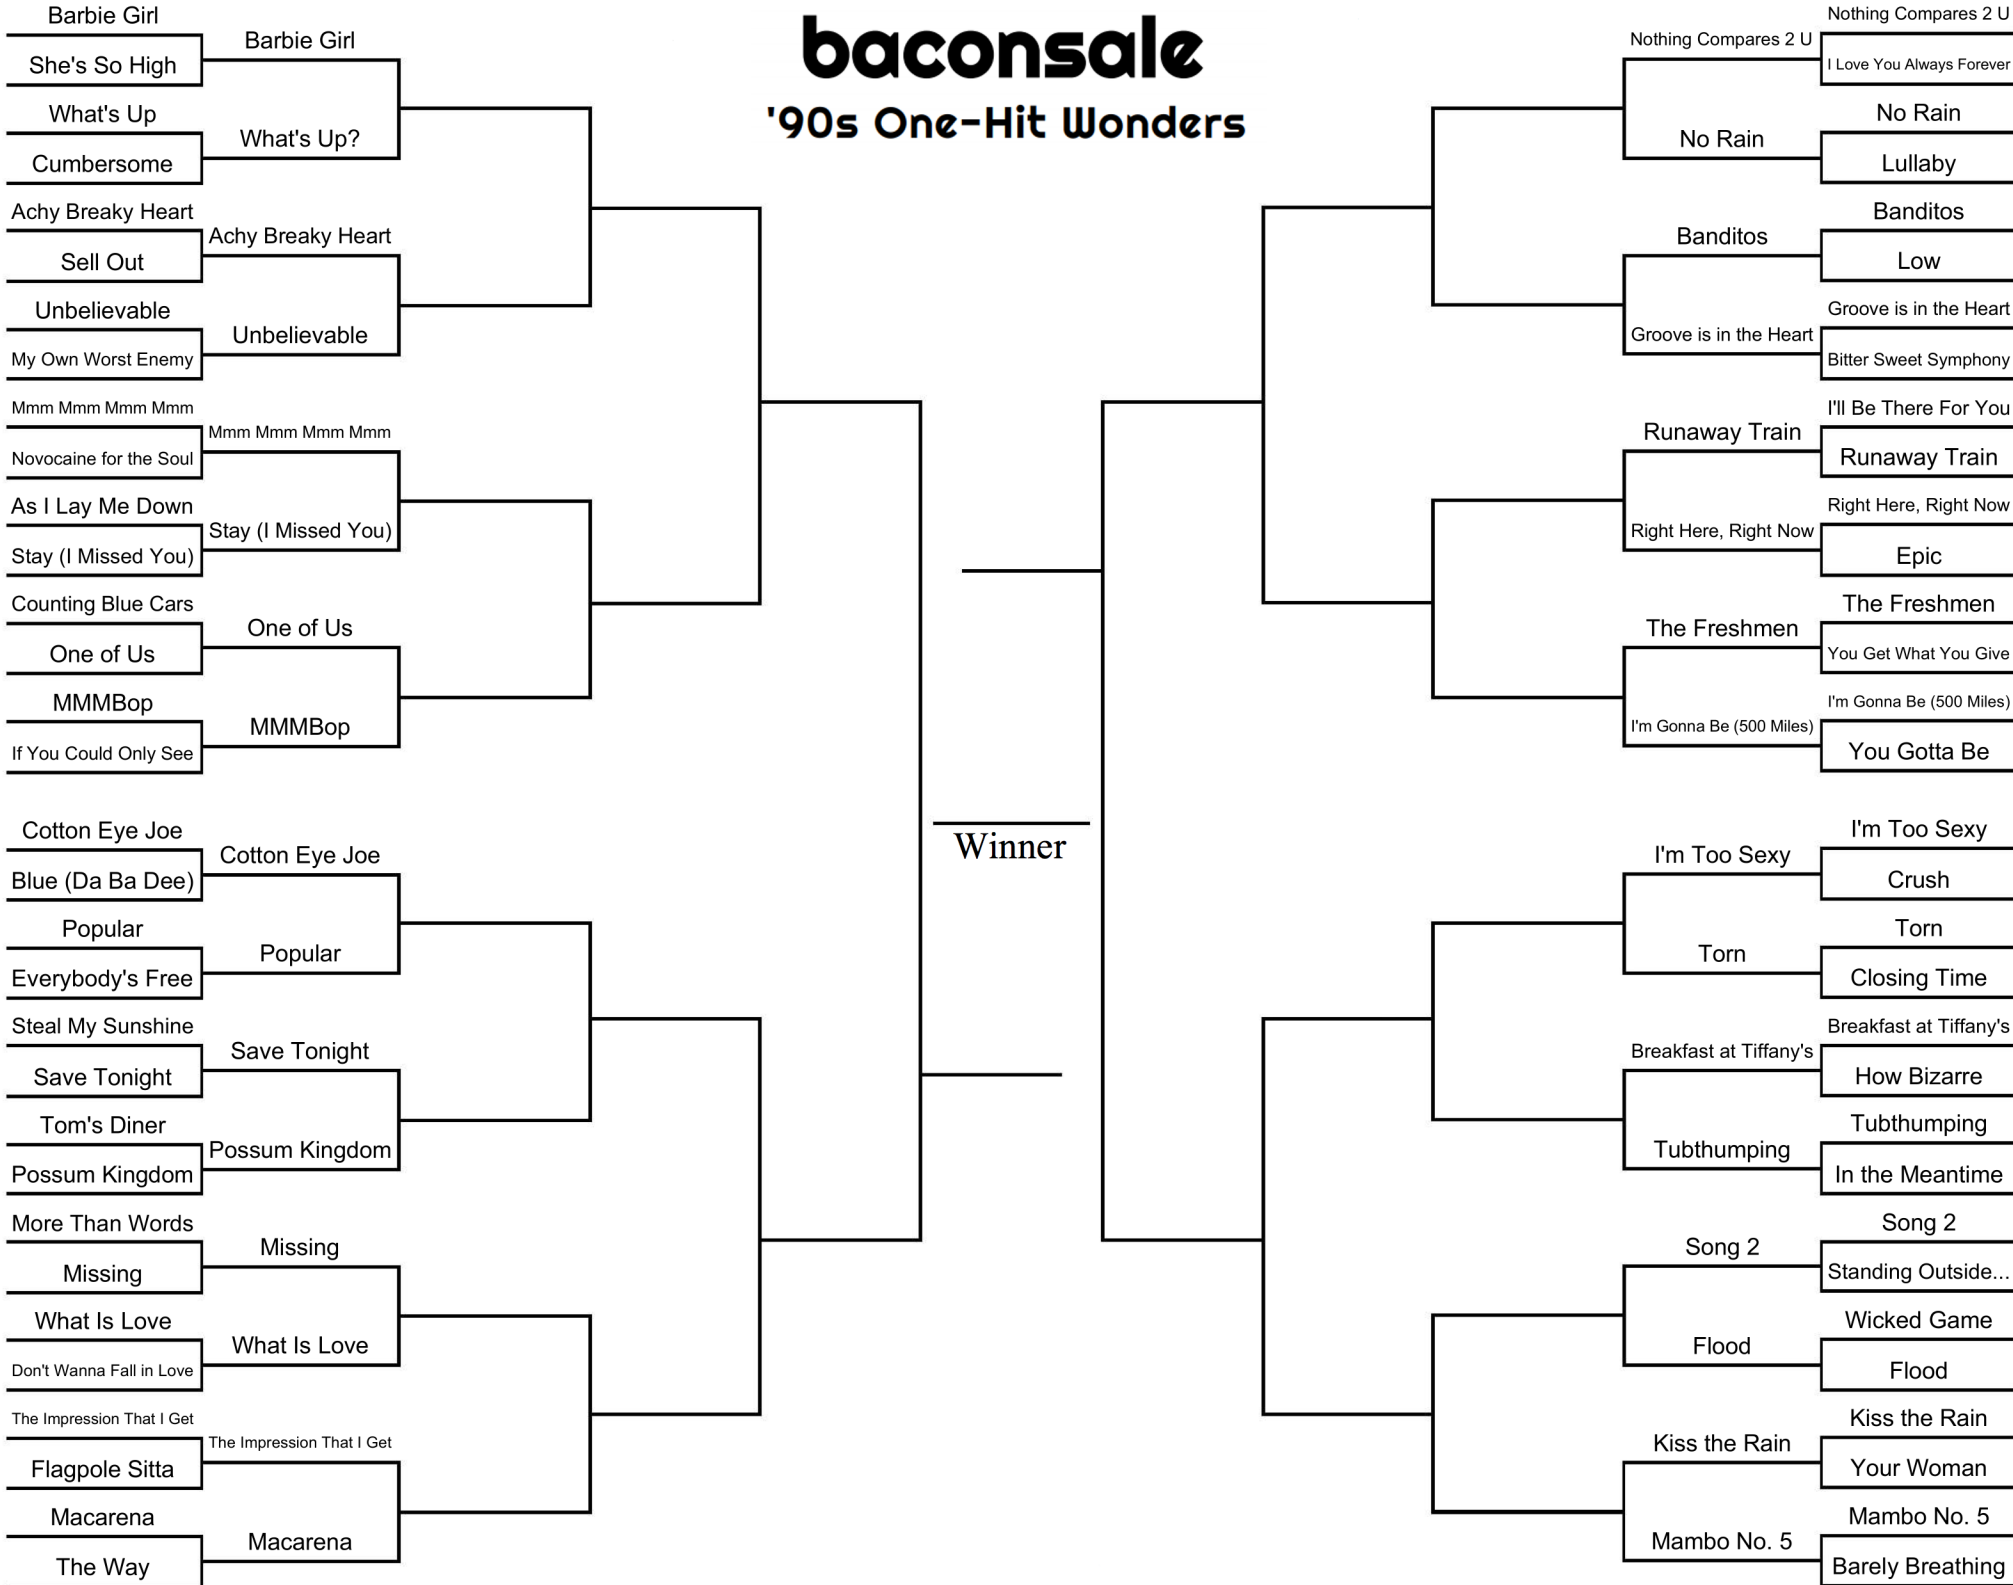 baconsale
'90s One-Hit Wonders
Barbie Girl
She's So High
What's Up
Cumbersome
Achy Breaky Heart
Sell Out
Unbelievable
My Own Worst Enemy
Mmm Mmm Mmm Mmm
Novocaine for the Soul
As I Lay Me Down
Stay (I Missed You)
Counting Blue Cars
One of Us
MMMBop
If You Could Only See
Cotton Eye Joe
Blue (Da Ba Dee)
Popular
Everybody's Free
Steal My Sunshine
Save Tonight
Tom's Diner
Possum Kingdom
More Than Words
Missing
What Is Love
Don't Wanna Fall in Love
The Impression That I Get
Flagpole Sitta
Macarena
The Way
Barbie Girl
What's Up?
Achy Breaky Heart
Unbelievable
Mmm Mmm Mmm Mmm
Stay (I Missed You)
One of Us
MMMBop
Cotton Eye Joe
Popular
Save Tonight
Possum Kingdom
Missing
What Is Love
The Impression That I Get
Macarena
Winner
Nothing Compares 2 U
No Rain
Banditos
Groove is in the Heart
Runaway Train
Right Here, Right Now
The Freshmen
I'm Gonna Be (500 Miles)
I'm Too Sexy
Torn
Breakfast at Tiffany's
Tubthumping
Song 2
Flood
Kiss the Rain
Mambo No. 5
Nothing Compares 2 U
I Love You Always Forever
No Rain
Lullaby
Banditos
Low
Groove is in the Heart
Bitter Sweet Symphony
I'll Be There For You
Runaway Train
Right Here, Right Now
Epic
The Freshmen
You Get What You Give
I'm Gonna Be (500 Miles)
You Gotta Be
I'm Too Sexy
Crush
Torn
Closing Time
Breakfast at Tiffany's
How Bizarre
Tubthumping
In the Meantime
Song 2
Standing Outside...
Wicked Game
Flood
Kiss the Rain
Your Woman
Mambo No. 5
Barely Breathing